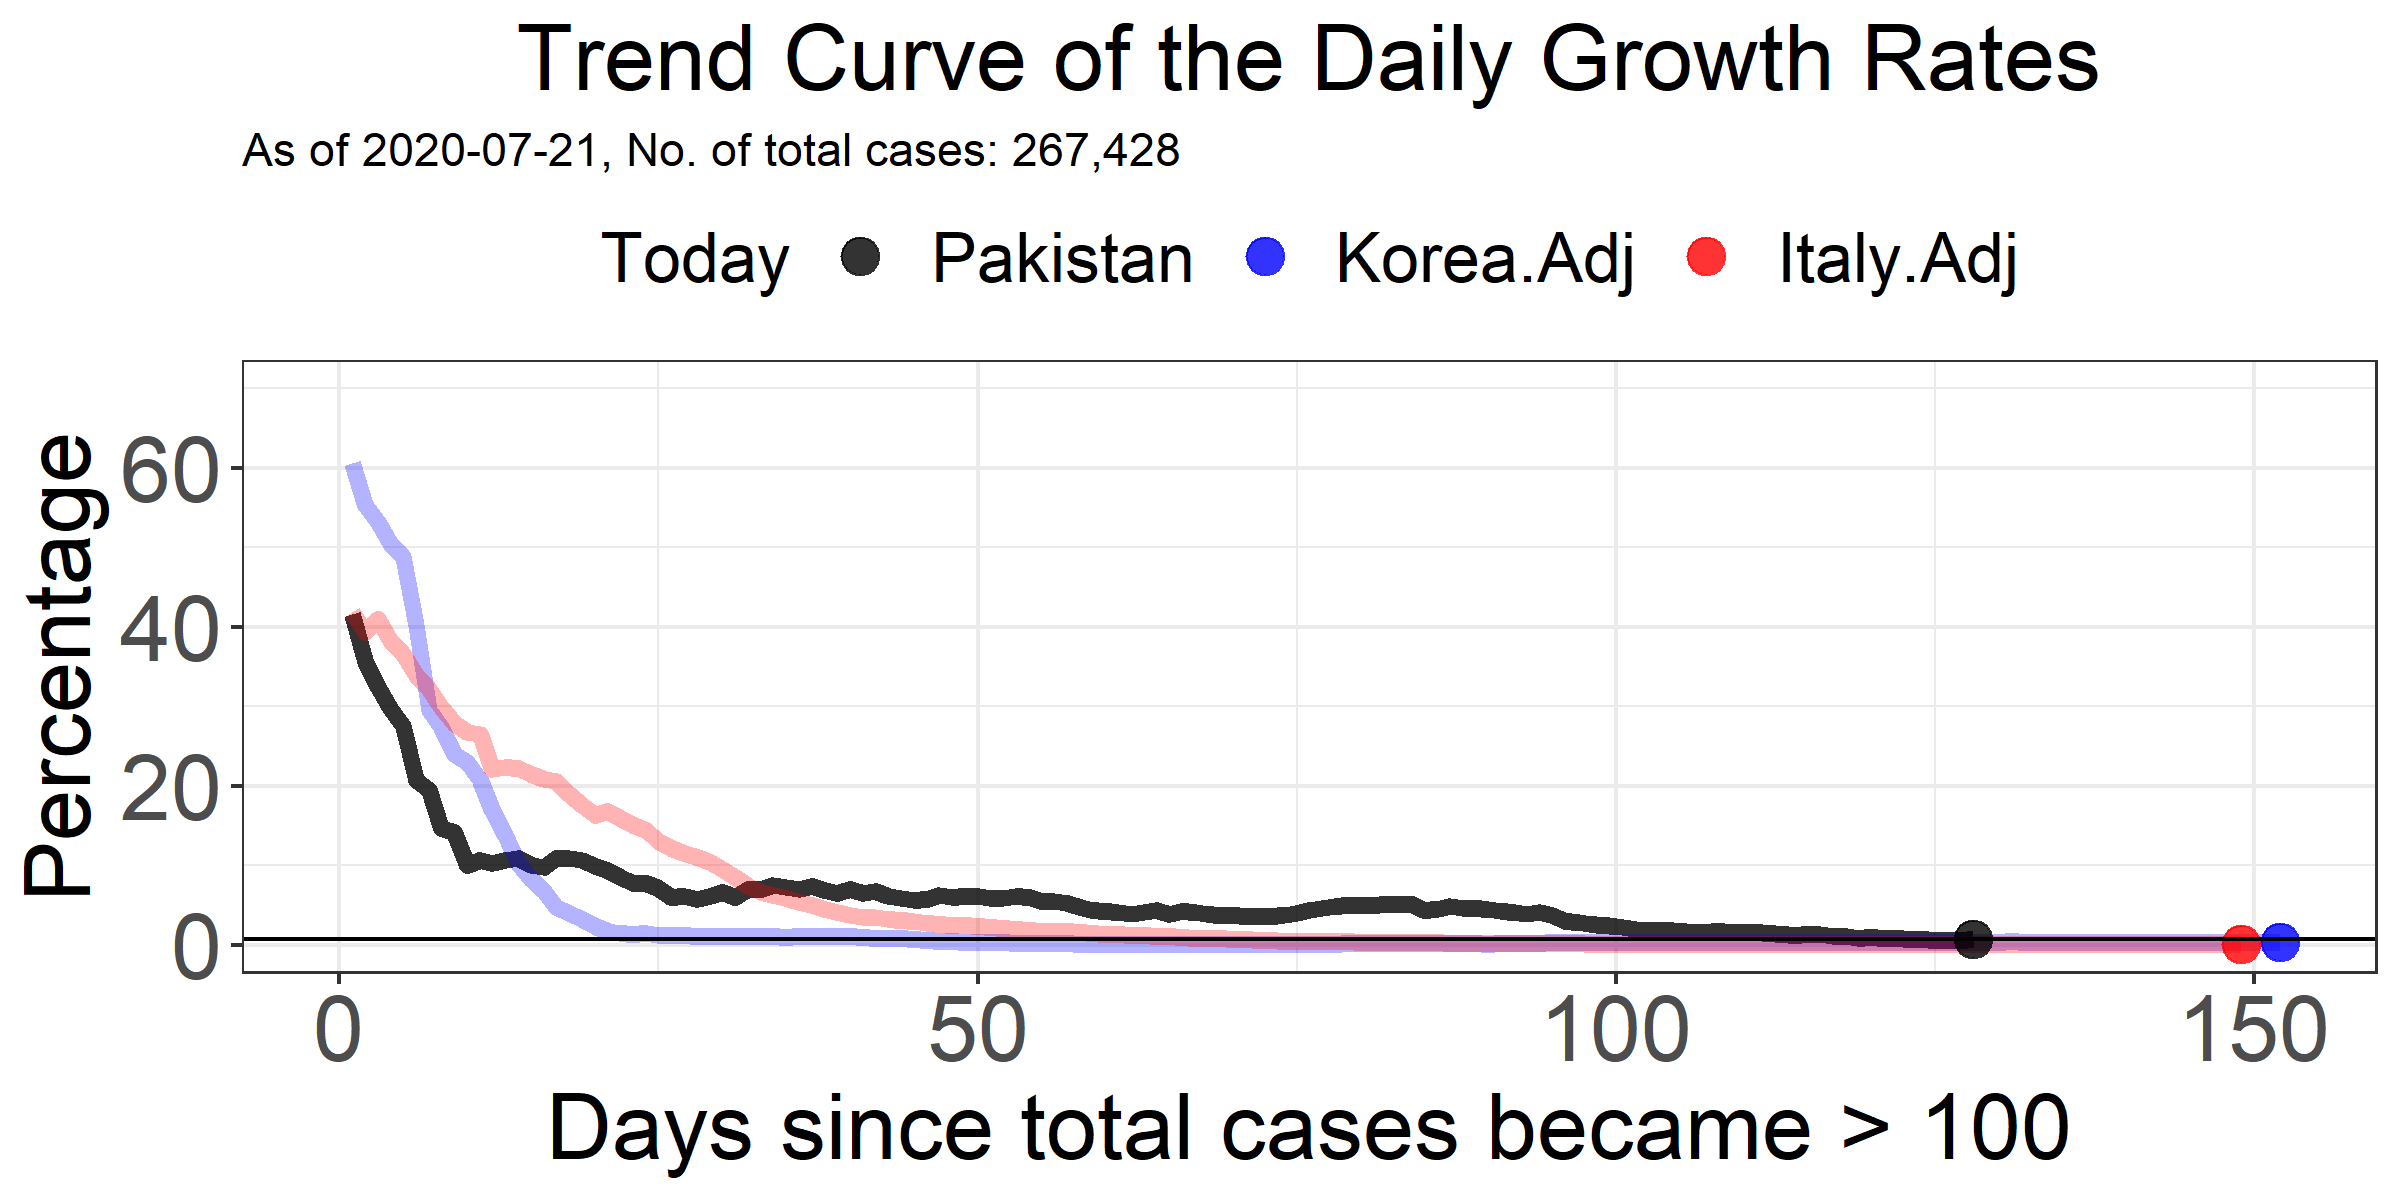 Trend Curve of the Daily Growth Rates
As of 2020-07-21, No. of total cases: 267,428
Today Pakistan Korea.Adj Italy.Adj
Percentage
60
40
20
0
0 50 100 150
Days since total cases became > 100